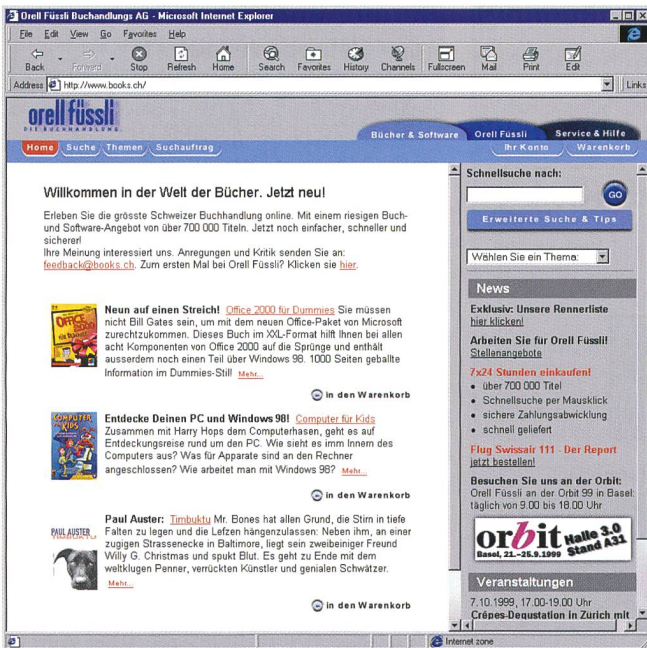 Orell Füssli Buchhandlungs AG - Microsoft Internet Explorer
File Edit View Go Favorites Help
Back Forward Stop Refresh Home Search Favorites History Channels Fullscreen Mail Print Edit
Address http://www.books.ch/ Links
orell füssli
DIE BUCHHANDLUNG.
Bücher & Software Orell Füssli Service & Hilfe
Home Suche Themen Suchauftrag Ihr Konto Warenkorb
Willkommen in der Welt der Bücher. Jetzt neu!
Erleben Sie die grösste Schweizer Buchhandlung online. Mit einem riesigen Buch-
und Software-Angebot von über 700 000 Titeln. Jetzt noch einfacher, schneller und
sicherer!
Ihre Meinung interessiert uns. Anregungen und Kritik senden Sie an:
feedback@books.ch. Zum ersten Mal bei Orell Füssli? Klicken sie hier.
OFFICE
2000
FÜR DUMMIES
Neun auf einen Streich! Office 2000 für Dummies Sie müssen
nicht Bill Gates sein, um mit dem neuen Office-Paket von Microsoft
zurechtzukommen. Dieses Buch im XXL-Format hilft Ihnen bei allen
acht Komponenten von Office 2000 auf die Sprünge und enthält
ausserdem noch einen Teil über Windows 98. 1000 Seiten geballte
Information im Dummies-Stil! Mehr...
in den Warenkorb
COMPUTER
FÜR KIDS
Entdecke Deinen PC und Windows 98! Computer für Kids
Zusammen mit Harry Hops dem Computerhasen, geht es auf
Entdeckungsreise rund um den PC. Wie sieht es imm Innern des
Computers aus? Was für Apparate sind an den Rechner
angeschlossen? Wie arbeitet man mit Windows 98? Mehr...
in den Warenkorb
PAUL AUSTER
TIMBUKTU
Paul Auster: Timbuktu Mr. Bones hat allen Grund, die Stirn in tiefe
Falten zu legen und die Lefzen hängenzulassen: Neben ihm, an einer
zugigen Strassenecke in Baltimore, liegt sein zweibeiniger Freund
Willy G. Christmas und spukt Blut. Es geht zu Ende mit dem
weltklugen Penner, verrückten Künstler und genialen Schwätzer.
Mehr...
in den Warenkorb
Schnellsuche nach:
GO
Erweiterte Suche & Tips
Wählen Sie ein Thema:
News
Exklusiv: Unsere Rennerliste
hier klicken!
Arbeiten Sie für Orell Füssli!
Stellenangebote
7x24 Stunden einkaufen!
• über 700 000 Titel
• Schnellsuche per Mausklick
• sichere Zahlungsabwicklung
• schnell geliefert
Flug Swissair 111 - Der Report
jetzt bestellen!
Besuchen Sie uns an der Orbit:
Orell Füssli an der Orbit 99 in Basel:
täglich von 9.00 bis 18.00 Uhr
orbit Halle 3.0
Stand A31
Basel, 21.–25.9.1999
Veranstaltungen
7.10.1999, 17.00-19.00 Uhr
Crêpes-Degustation in Zürich mit
Internet zone